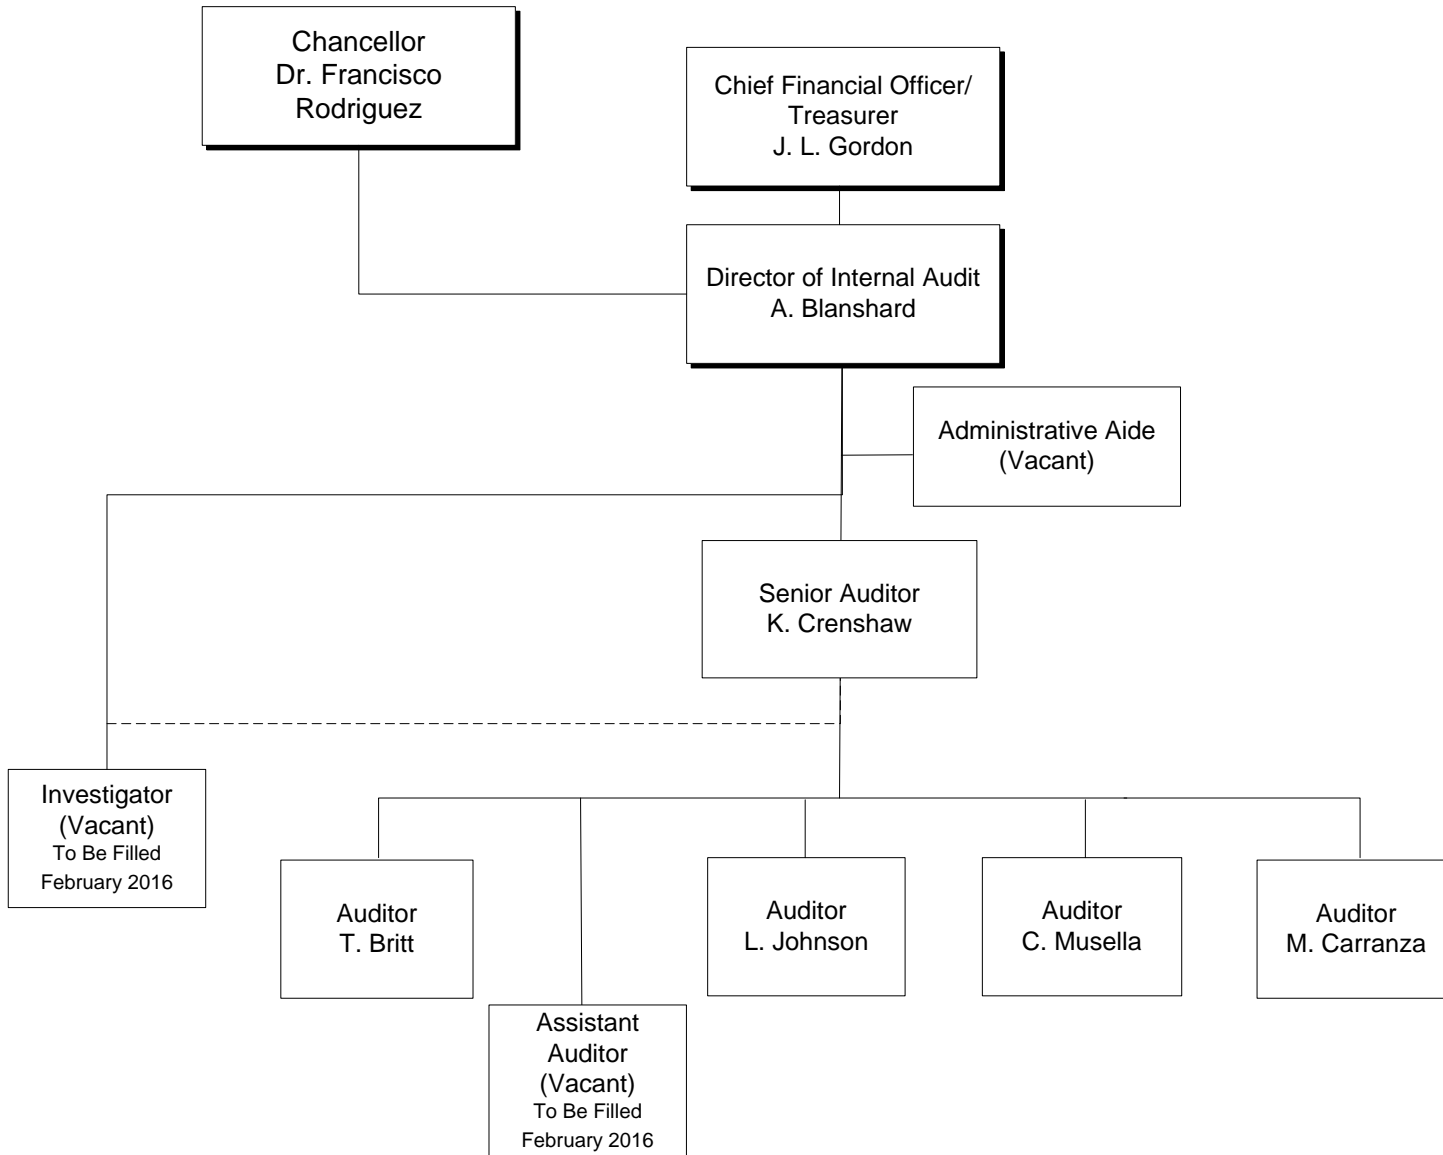 Chancellor
Dr. Francisco
Rodriguez
Chief Financial Officer/
Treasurer
J. L. Gordon
Director of Internal Audit
A. Blanshard
Administrative Aide
(Vacant)
Senior Auditor
K. Crenshaw
Investigator
(Vacant)
To Be Filled
February 2016
Auditor
T. Britt
Assistant
Auditor
(Vacant)
To Be Filled
February 2016
Auditor
L. Johnson
Auditor
C. Musella
Auditor
M. Carranza